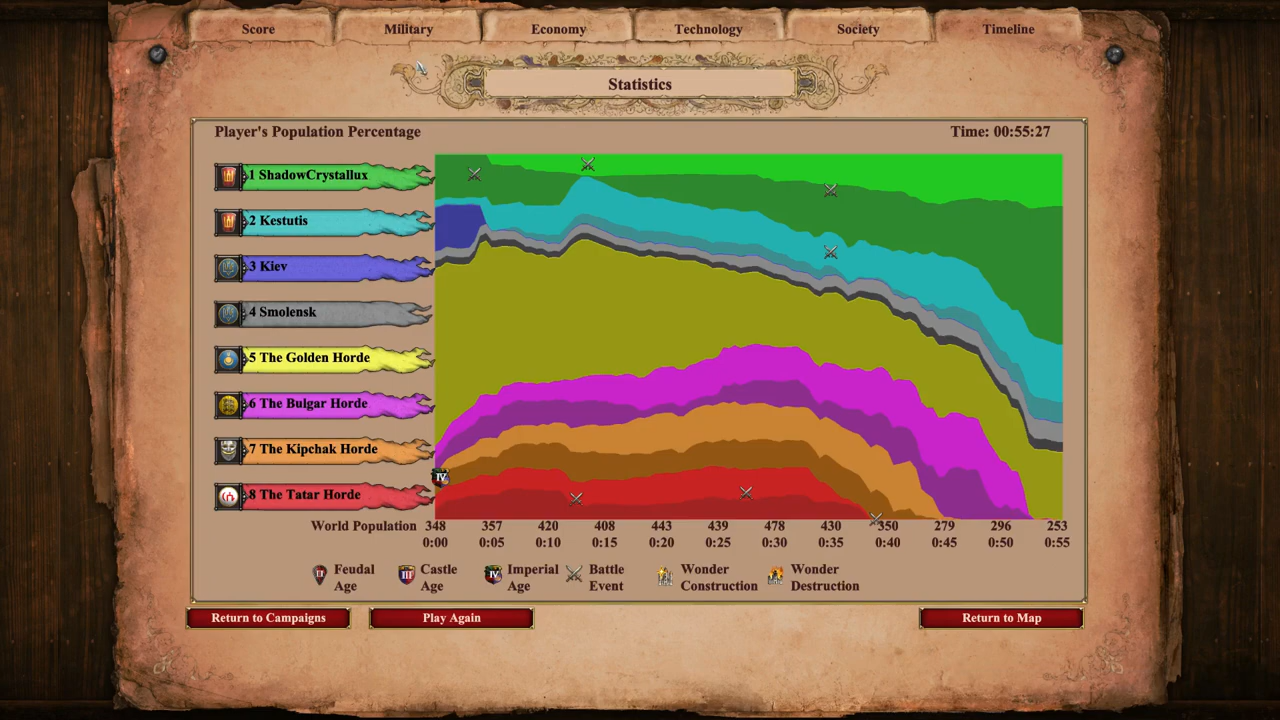 Score Military Economy Technology Society Timeline
Statistics
Player's Population Percentage Time: 00:55:27
1 ShadowCrystallux
2 Kestutis
3 Kiev
4 Smolensk
5 The Golden Horde
6 The Bulgar Horde
7 The Kipchak Horde
8 The Tatar Horde
IV
World Population 348 357 420 408 443 439 478 430 350 279 296 253
0:00 0:05 0:10 0:15 0:20 0:25 0:30 0:35 0:40 0:45 0:50 0:55
II Feudal Age
III Castle Age
IV Imperial Age
Battle Event
Wonder Construction
Wonder Destruction
Return to Campaigns Play Again Return to Map